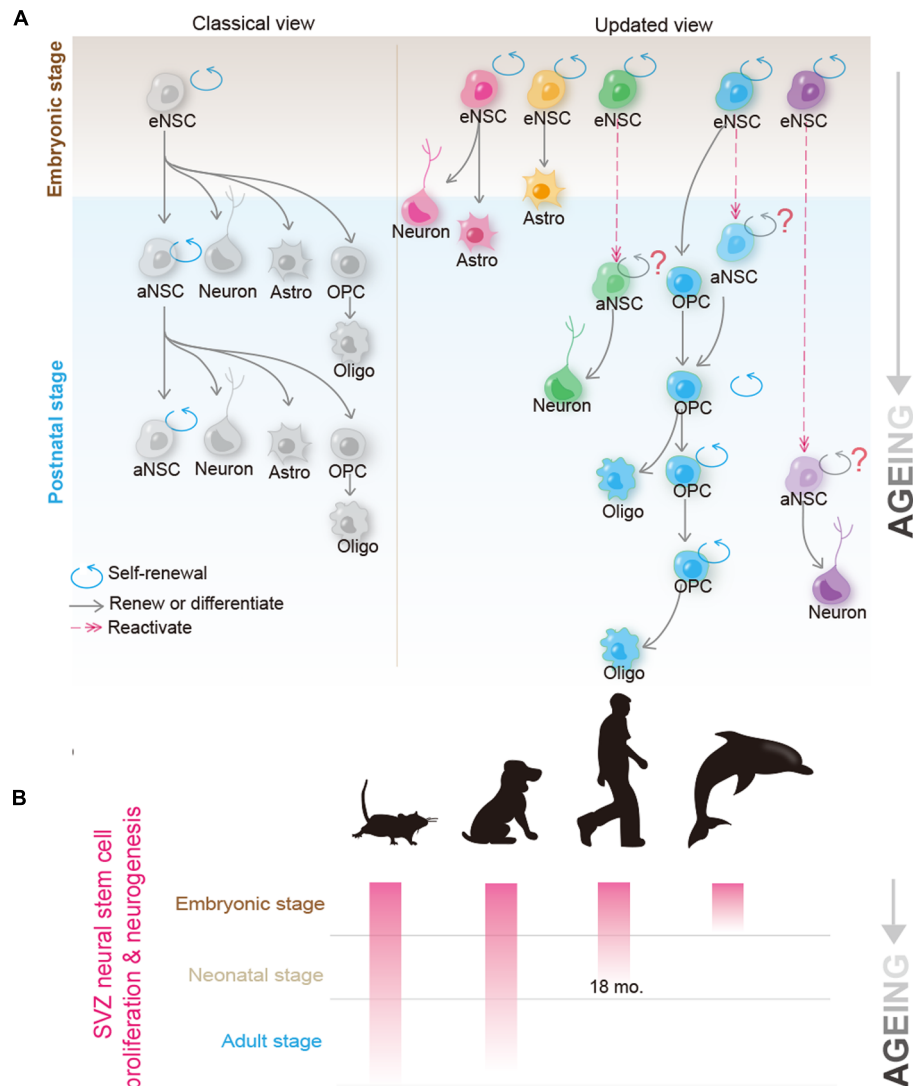 A
Classical view
Updated view
Embryonic stage
Postnatal stage
eNSC
eNSC
eNSC
eNSC
eNSC
eNSC
Neuron
Astro
Astro
aNSC
Neuron
Astro
OPC
Oligo
aNSC
?
OPC
aNSC
?
Neuron
OPC
aNSC
Neuron
Astro
OPC
Oligo
Oligo
OPC
aNSC
?
OPC
Neuron
Oligo
Self-renewal
Renew or differentiate
Reactivate
AGEING
B
SVZ neural stem cell
proliferation & neurogenesis
Embryonic stage
Neonatal stage
18 mo.
Adult stage
AGEING